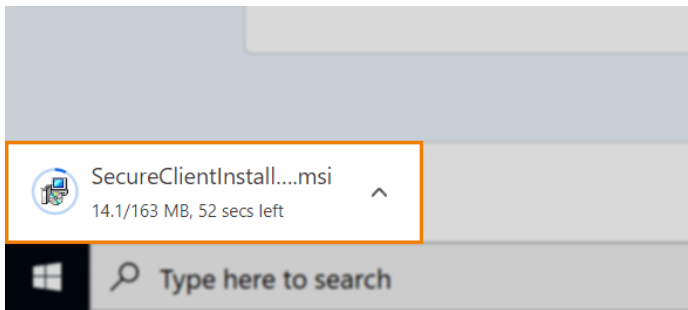 SecureClientInstall....msi
14.1/163 MB, 52 secs left
Type here to search